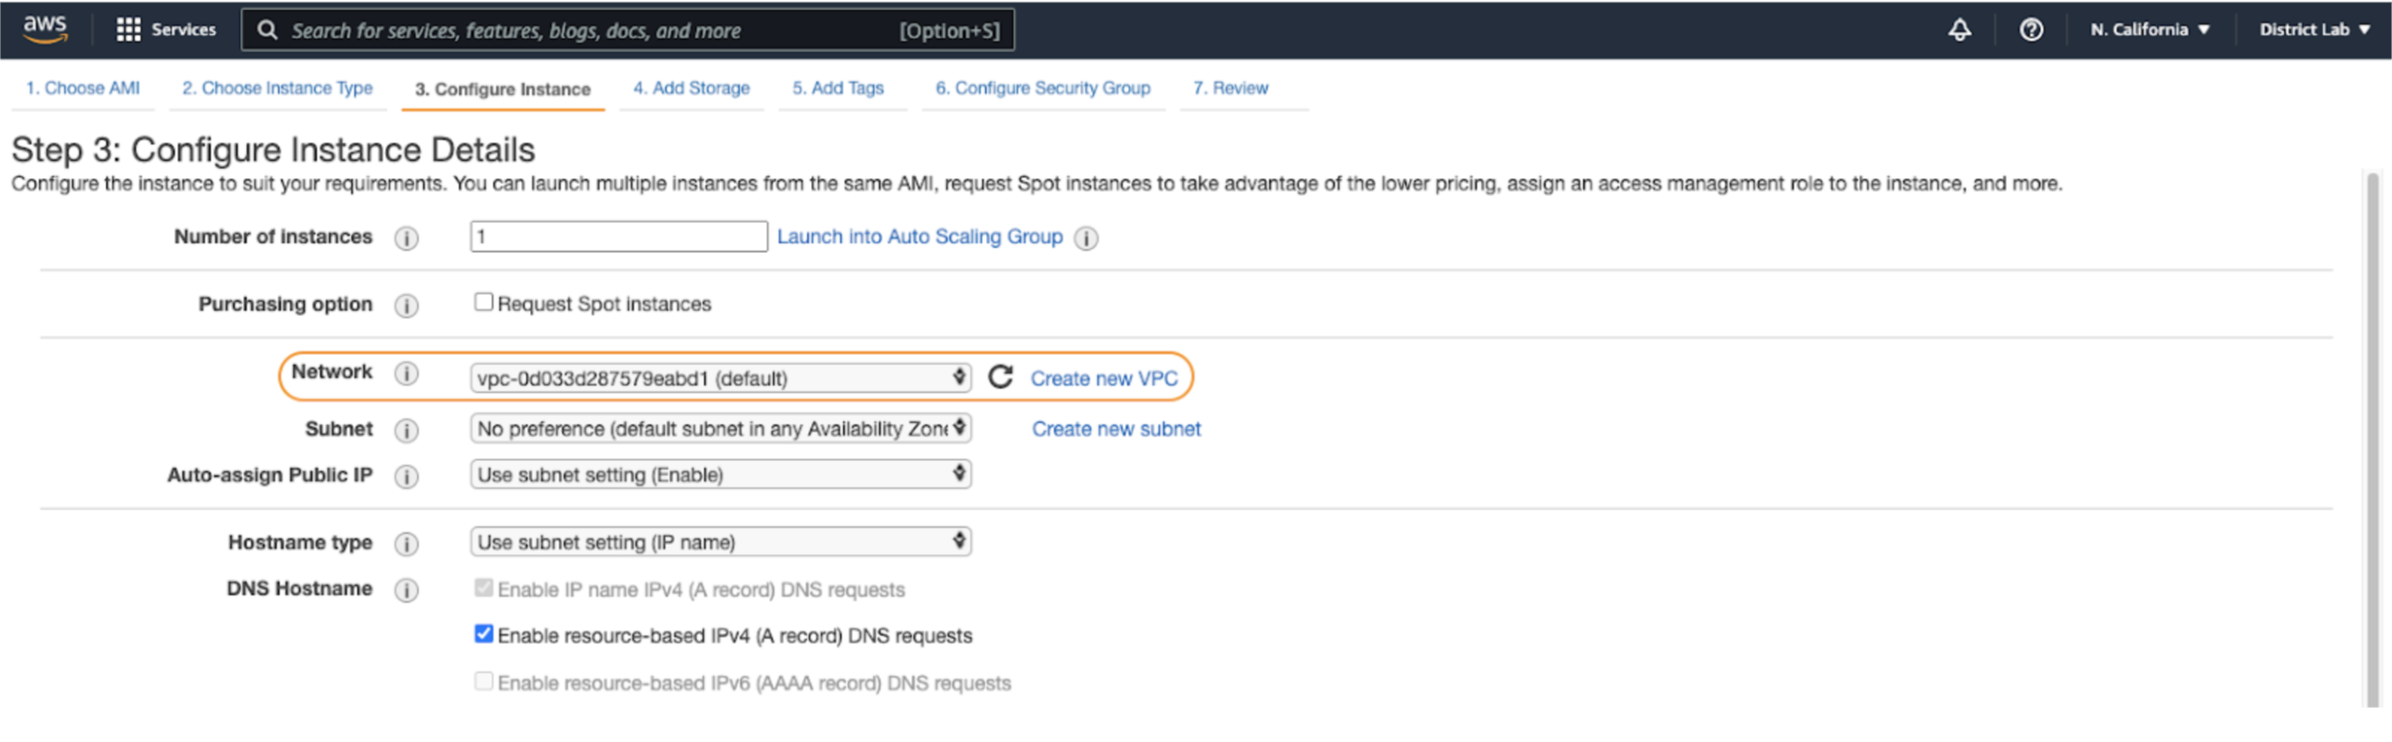 aws Services Search for services, features, blogs, docs, and more [Option+S] N. California ▼ District Lab ▼
1. Choose AMI 2. Choose Instance Type 3. Configure Instance 4. Add Storage 5. Add Tags 6. Configure Security Group 7. Review
Step 3: Configure Instance Details
Configure the instance to suit your requirements. You can launch multiple instances from the same AMI, request Spot instances to take advantage of the lower pricing, assign an access management role to the instance, and more.
Number of instances i 1 Launch into Auto Scaling Group i
Purchasing option i Request Spot instances
Network i vpc-0d033d287579eabd1 (default) Create new VPC
Subnet i No preference (default subnet in any Availability Zone Create new subnet
Auto-assign Public IP i Use subnet setting (Enable)
Hostname type i Use subnet setting (IP name)
DNS Hostname i Enable IP name IPv4 (A record) DNS requests
Enable resource-based IPv4 (A record) DNS requests
Enable resource-based IPv6 (AAAA record) DNS requests